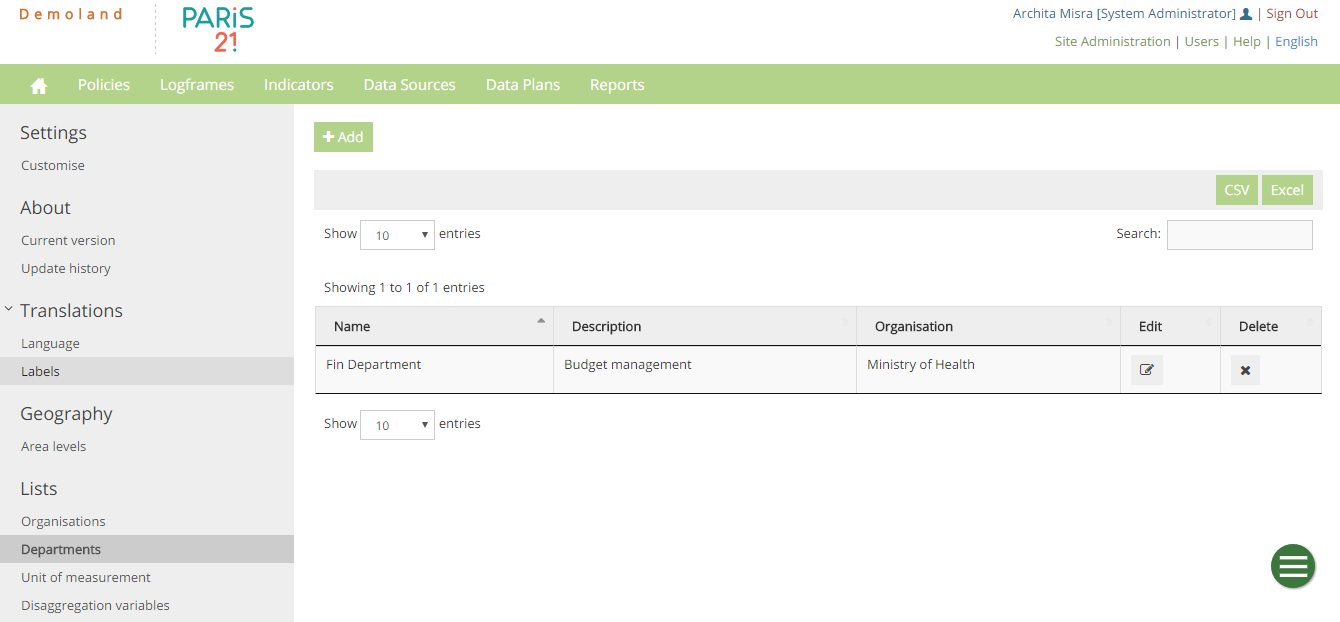 Demoland
PARiS
21!
Archita Misra [System Administrator] | Sign Out
Site Administration | Users | Help | English
Policies Logframes Indicators Data Sources Data Plans Reports
Settings
Customise
About
Current version
Update history
Translations
Language
Labels
Geography
Area levels
Lists
Organisations
Departments
Unit of measurement
Disaggregation variables
Add
CSV Excel
Show 10 entries Search:
Showing 1 to 1 of 1 entries
Name Description Organisation Edit Delete
Fin Department Budget management Ministry of Health
Show 10 entries